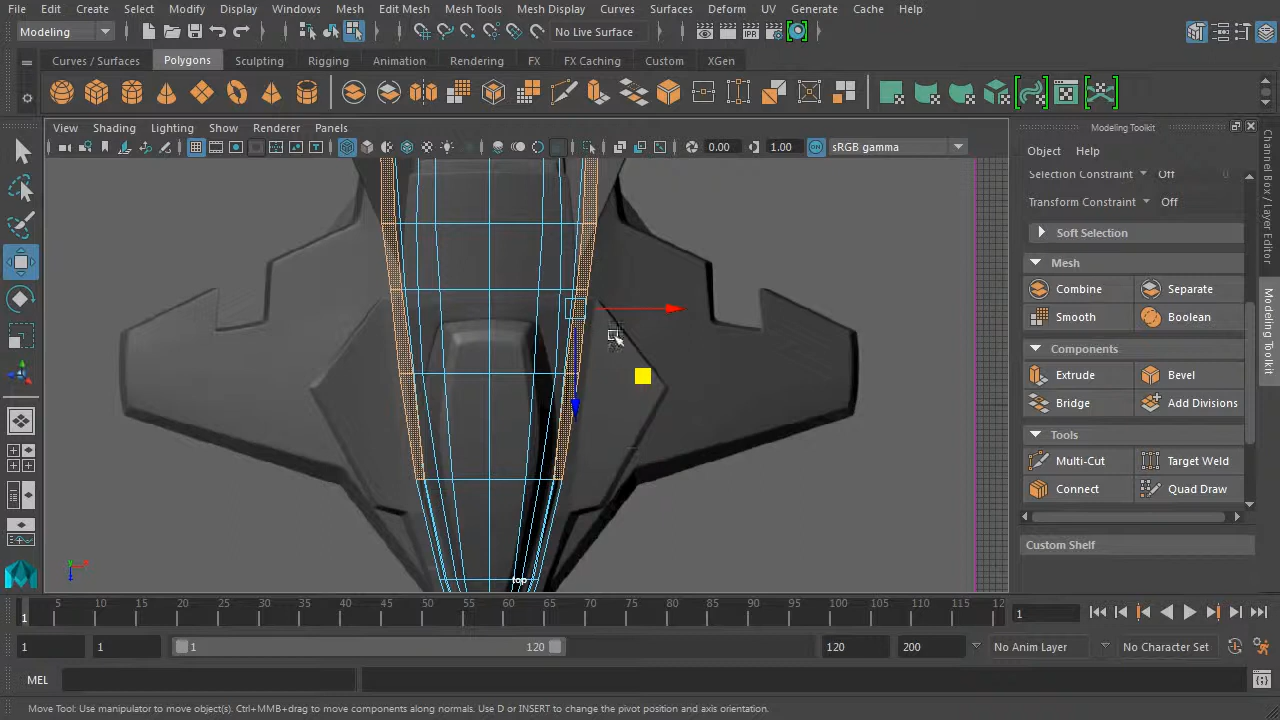 File Edit Create Select Modify Display Windows Mesh Edit Mesh Mesh Tools Mesh Display Curves Surfaces Deform UV Generate Cache Help
Modeling No Live Surface
Curves / Surfaces Polygons Sculpting Rigging Animation Rendering FX FX Caching Custom XGen
View Shading Lighting Show Renderer Panels
0.00 1.00 ON sRGB gamma
Modeling Toolkit
Object Help
Selection Constraint Off 0
Transform Constraint Off
Soft Selection
Mesh
Combine Separate
Smooth Boolean
Components
Extrude Bevel
Bridge Add Divisions
Tools
Multi-Cut Target Weld
Connect Quad Draw
Custom Shelf
Channel Box / Layer Editor
Modeling Toolkit
top
5 10 15 20 25 30 35 40 45 50 55 60 65 70 75 80 85 90 95 100 105 110 115 12
1 1
1 1 1 120 120 200 No Anim Layer No Character Set
MEL
Move Tool: Use manipulator to move object(s). Ctrl+MMB+drag to move components along normals. Use D or INSERT to change the pivot position and axis orientation.